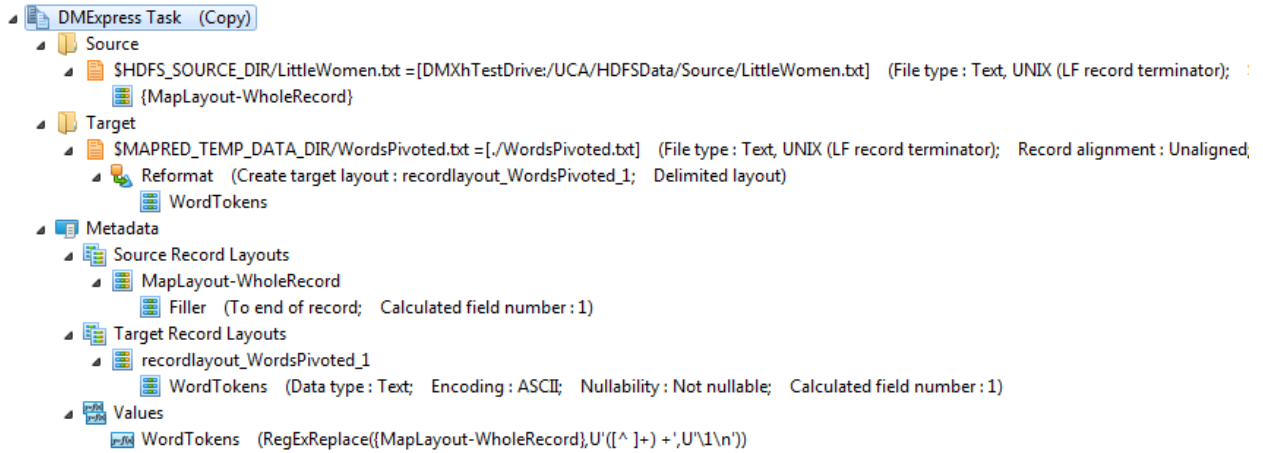 DMExpress Task (Copy)
Source
$HDFS_SOURCE_DIR/LittleWomen.txt =[DMXhTestDrive:/UCA/HDFSData/Source/LittleWomen.txt] (File type : Text, UNIX (LF record terminator);
{MapLayout-WholeRecord}
Target
$MAPRED_TEMP_DATA_DIR/WordsPivoted.txt =[./WordsPivoted.txt] (File type : Text, UNIX (LF record terminator); Record alignment : Unaligned;
Reformat (Create target layout : recordlayout_WordsPivoted_1; Delimited layout)
WordTokens
Metadata
Source Record Layouts
MapLayout-WholeRecord
Filler (To end of record; Calculated field number : 1)
Target Record Layouts
recordlayout_WordsPivoted_1
WordTokens (Data type : Text; Encoding : ASCII; Nullability : Not nullable; Calculated field number : 1)
Values
WordTokens (RegExReplace({MapLayout-WholeRecord},U'([^ ]+) +',U'\1\n'))